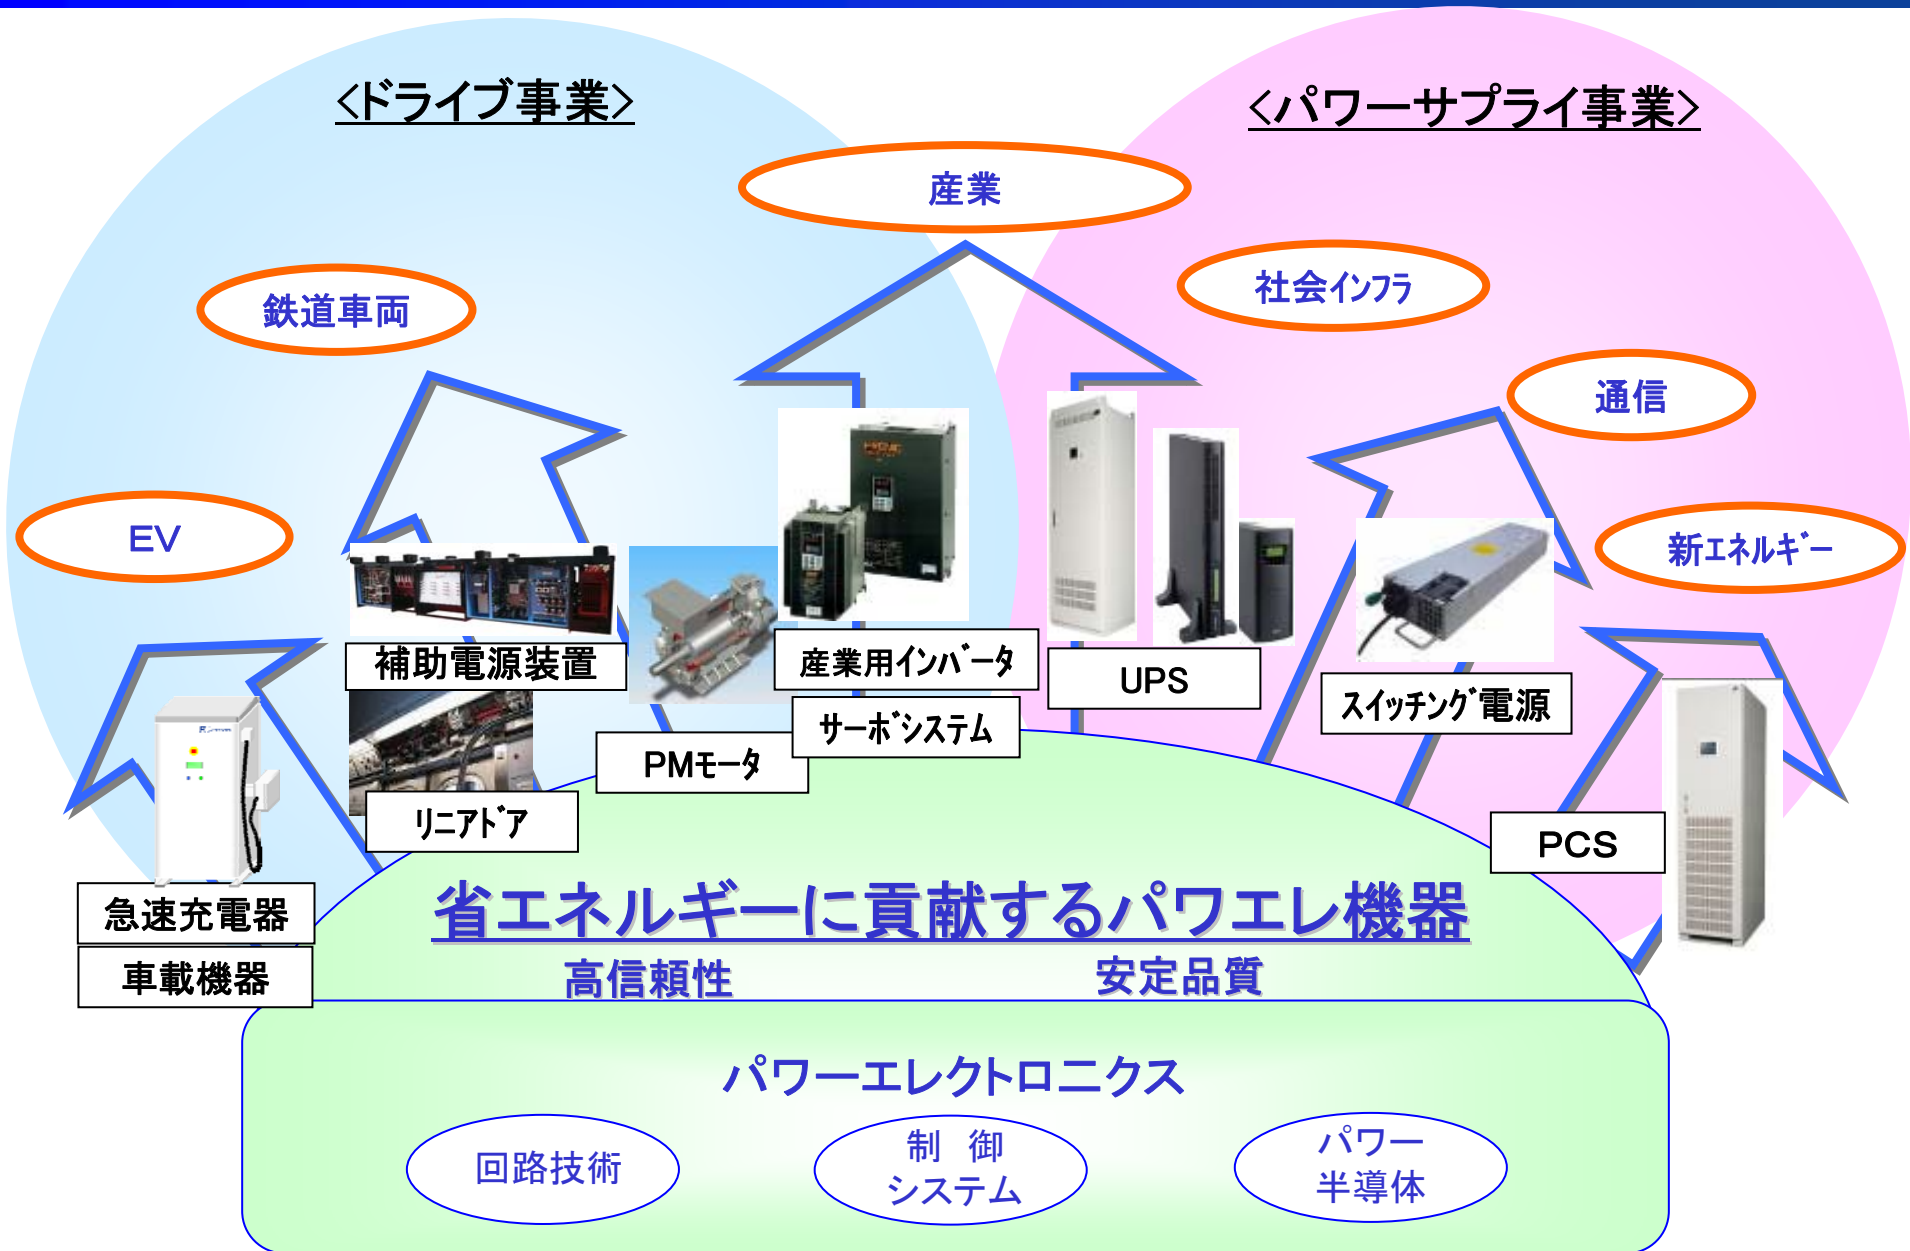 <ドライブ事業>
<パワーサプライ事業>
産業
社会ｲﾝﾌﾗ
鉄道車両
通信
EV
新ｴﾈﾙｷﾞｰ
補助電源装置
産業用ｲﾝﾊﾞｰﾀ
UPS
ｽｲｯﾁﾝｸﾞ電源
ｻｰﾎﾞｼｽﾃﾑ
PMﾓｰﾀ
ﾘﾆｱﾄﾞｱ
PCS
急速充電器
車載機器
省エネルギーに貢献するパワエレ機器
高信頼性
安定品質
パワーエレクトロニクス
回路技術
制　御
システム
パワー
半導体